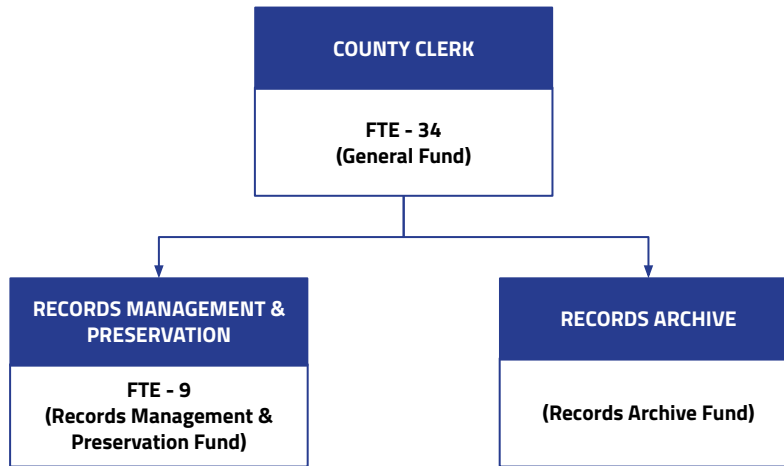 COUNTY CLERK
FTE - 34
(General Fund)
RECORDS MANAGEMENT &
PRESERVATION
FTE - 9
(Records Management &
Preservation Fund)
RECORDS ARCHIVE
(Records Archive Fund)